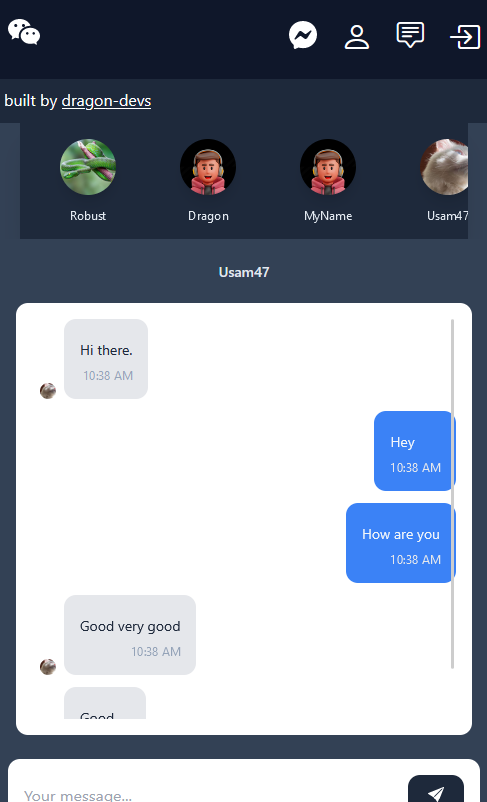 built by dragon-devs
Robust Dragon MyName Usam47
Usam47
Hi there.
10:38 AM
Hey
10:38 AM
How are you
10:38 AM
Good very good
10:38 AM
Good
Your message...